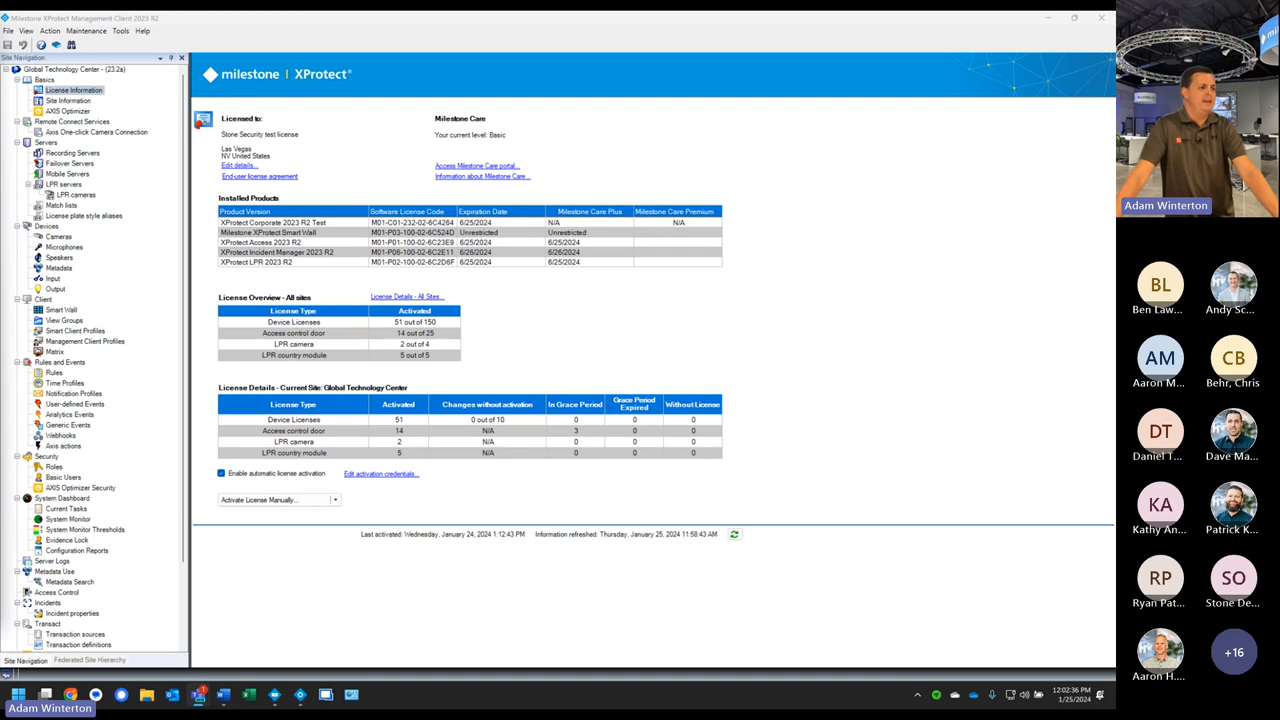 Milestone XProtect Management Client 2023 R2
File View Action Maintenance Tools Help
Site Navigation
Global Technology Center - (23.2a)
Basics
License Information
Site Information
AXIS Optimizer
Remote Connect Services
Axis One-click Camera Connection
Servers
Recording Servers
Failover Servers
Mobile Servers
LPR servers
LPR cameras
Match lists
License plate style aliases
Devices
Cameras
Microphones
Speakers
Metadata
Input
Output
Client
Smart Wall
View Groups
Smart Client Profiles
Management Client Profiles
Matrix
Rules and Events
Rules
Time Profiles
Notification Profiles
User-defined Events
Analytics Events
Generic Events
Webhooks
Axis actions
Security
Roles
Basic Users
AXIS Optimizer Security
System Dashboard
Current Tasks
System Monitor
System Monitor Thresholds
Evidence Lock
Configuration Reports
Server Logs
Metadata Use
Metadata Search
Access Control
Incidents
Incident properties
Transact
Transaction sources
Transaction definitions
Site Navigation Federated Site Hierarchy
milestone | XProtect®
Licensed to: Milestone Care
Stone Security test license Your current level: Basic
Las Vegas
NV United States
Edit details... Access Milestone Care portal...
End-user license agreement Information about Milestone Care...
Installed Products
Product Version Software License Code Expiration Date Milestone Care Plus Milestone Care Premium
XProtect Corporate 2023 R2 Test M01-C01-232-02-6C4264 6/25/2024 N/A N/A
Milestone XProtect Smart Wall M01-P03-100-02-6C524D Unrestricted Unrestricted
XProtect Access 2023 R2 M01-P01-100-02-6C23E9 6/25/2024 6/25/2024
XProtect Incident Manager 2023 R2 M01-P06-100-02-6C2E11 6/26/2024 6/26/2024
XProtect LPR 2023 R2 M01-P02-100-02-6C2D6F 6/25/2024 6/25/2024
License Overview - All sites License Details - All Sites...
License Type Activated
Device Licenses 51 out of 150
Access control door 14 out of 25
LPR camera 2 out of 4
LPR country module 5 out of 5
License Details - Current Site: Global Technology Center
License Type Activated Changes without activation In Grace Period Grace Period Expired Without License
Device Licenses 51 0 out of 10 0 0 0
Access control door 14 N/A 3 0 0
LPR camera 2 N/A 0 0 0
LPR country module 5 N/A 0 0 0
Enable automatic license activation Edit activation credentials...
Activate License Manually...
Last activated: Wednesday, January 24, 2024 1:12:43 PM Information refreshed: Thursday, January 25, 2024 11:58:43 AM
12:02:36 PM
1/25/2024
Adam Winterton
Adam Winterton
BL
Ben Law... Andy Sc...
AM CB
Aaron M... Behr, Chris
DT
Daniel T... Dave Ma...
KA
Kathy An... Patrick K...
RP SO
Ryan Pat... Stone De...
+16
Aaron H...